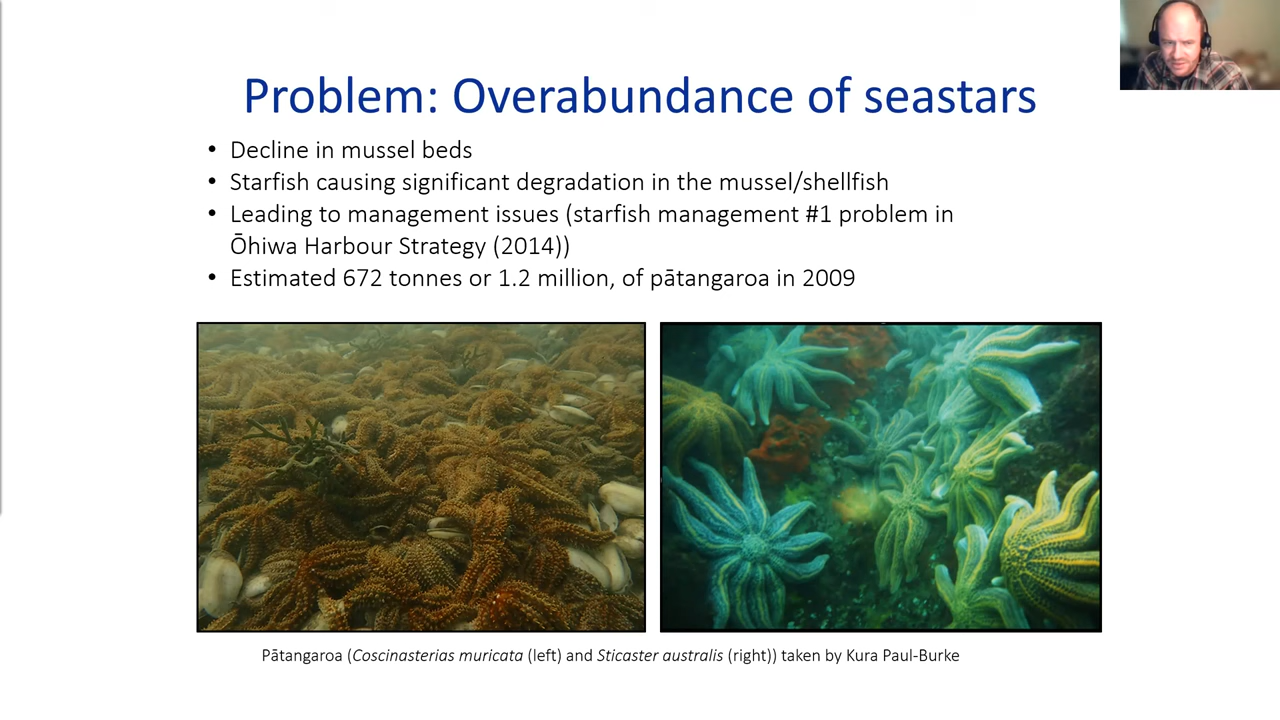 Problem: Overabundance of seastars
• Decline in mussel beds
• Starfish causing significant degradation in the mussel/shellfish
• Leading to management issues (starfish management #1 problem in
Ōhiwa Harbour Strategy (2014))
• Estimated 672 tonnes or 1.2 million, of pātangaroa in 2009
Pātangaroa (Coscinasterias muricata (left) and Sticaster australis (right)) taken by Kura Paul-Burke